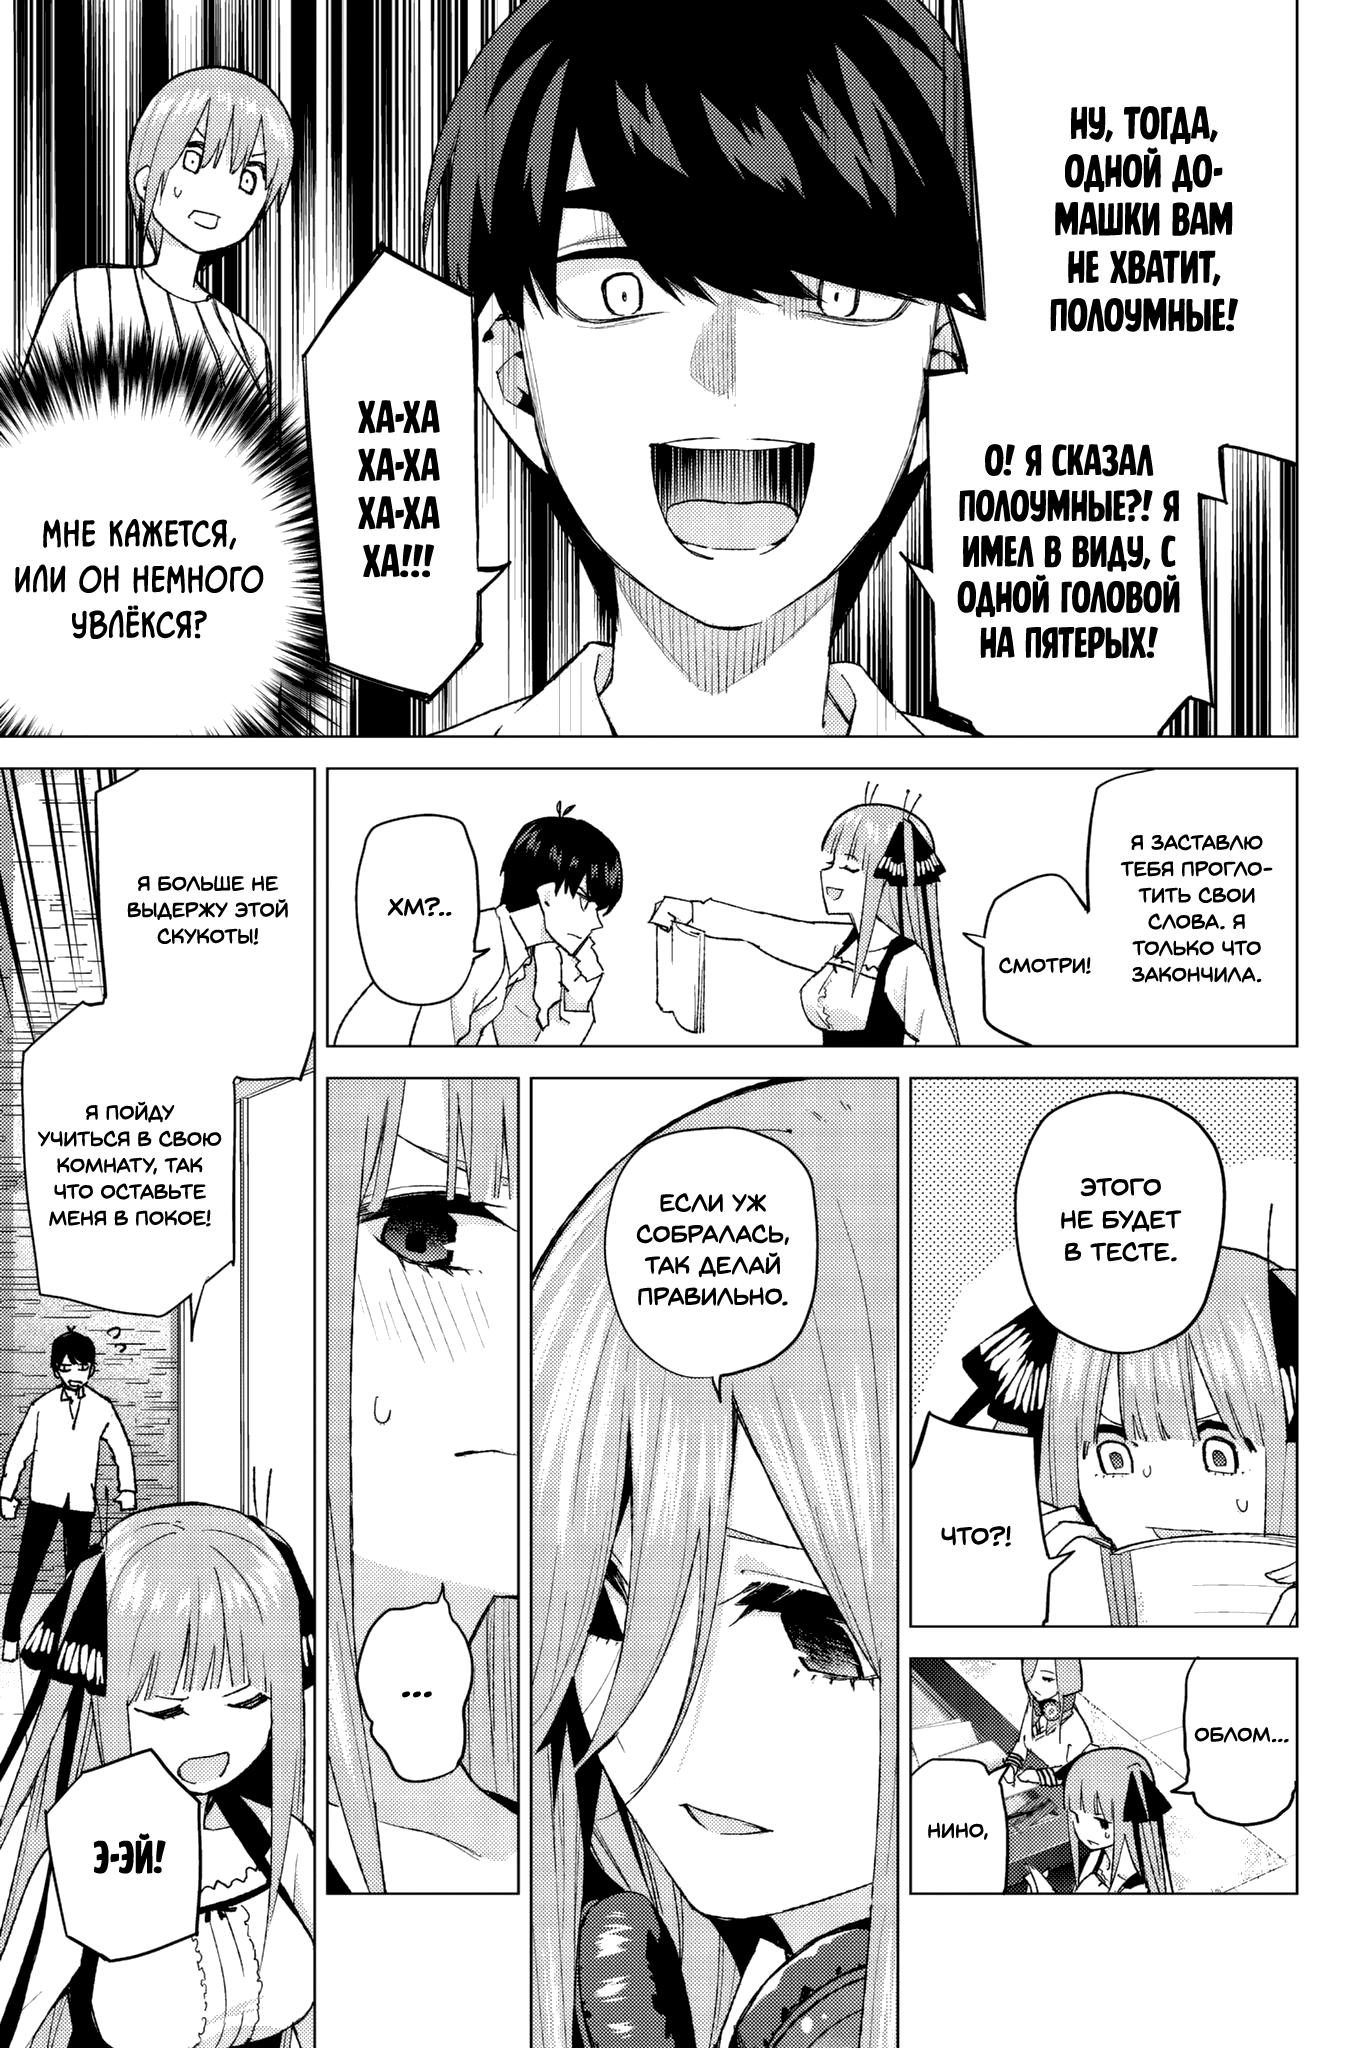 НУ, ТОГДА,
ОДНОЙ ДО-
МАШКИ ВАМ
НЕ ХВАТИТ,
ПОЛОУМНЫЕ!
О! Я СКАЗАЛ
ПОЛОУМНЫЕ?! Я
ИМЕЛ В ВИДУ, С
ОДНОЙ ГОЛОВОЙ
НА ПЯТЕРЫХ!
ХА-ХА
ХА-ХА
ХА-ХА
ХА!!!
МНЕ КАЖЕТСЯ,
ИЛИ ОН НЕМНОГО
УВЛЁКСЯ?
Я ЗАСТАВЛЮ
ТЕБЯ ПРОГЛО-
ТИТЬ СВОИ
СЛОВА. Я
ТОЛЬКО ЧТО
ЗАКОНЧИЛА.
СМОТРИ!
ХМ?..
ЭТОГО
НЕ БУДЕТ
В ТЕСТЕ.
ЧТО?!
ОБЛОМ...
НИНО,
ЕСЛИ УЖ
СОБРАЛАСЬ,
ТАК ДЕЛАЙ
ПРАВИЛЬНО.
...
Я БОЛЬШЕ НЕ
ВЫДЕРЖУ ЭТОЙ
СКУКОТЫ!
Я ПОЙДУ
УЧИТЬСЯ В СВОЮ
КОМНАТУ, ТАК
ЧТО ОСТАВЬТЕ
МЕНЯ В ПОКОЕ!
Э-ЭЙ!